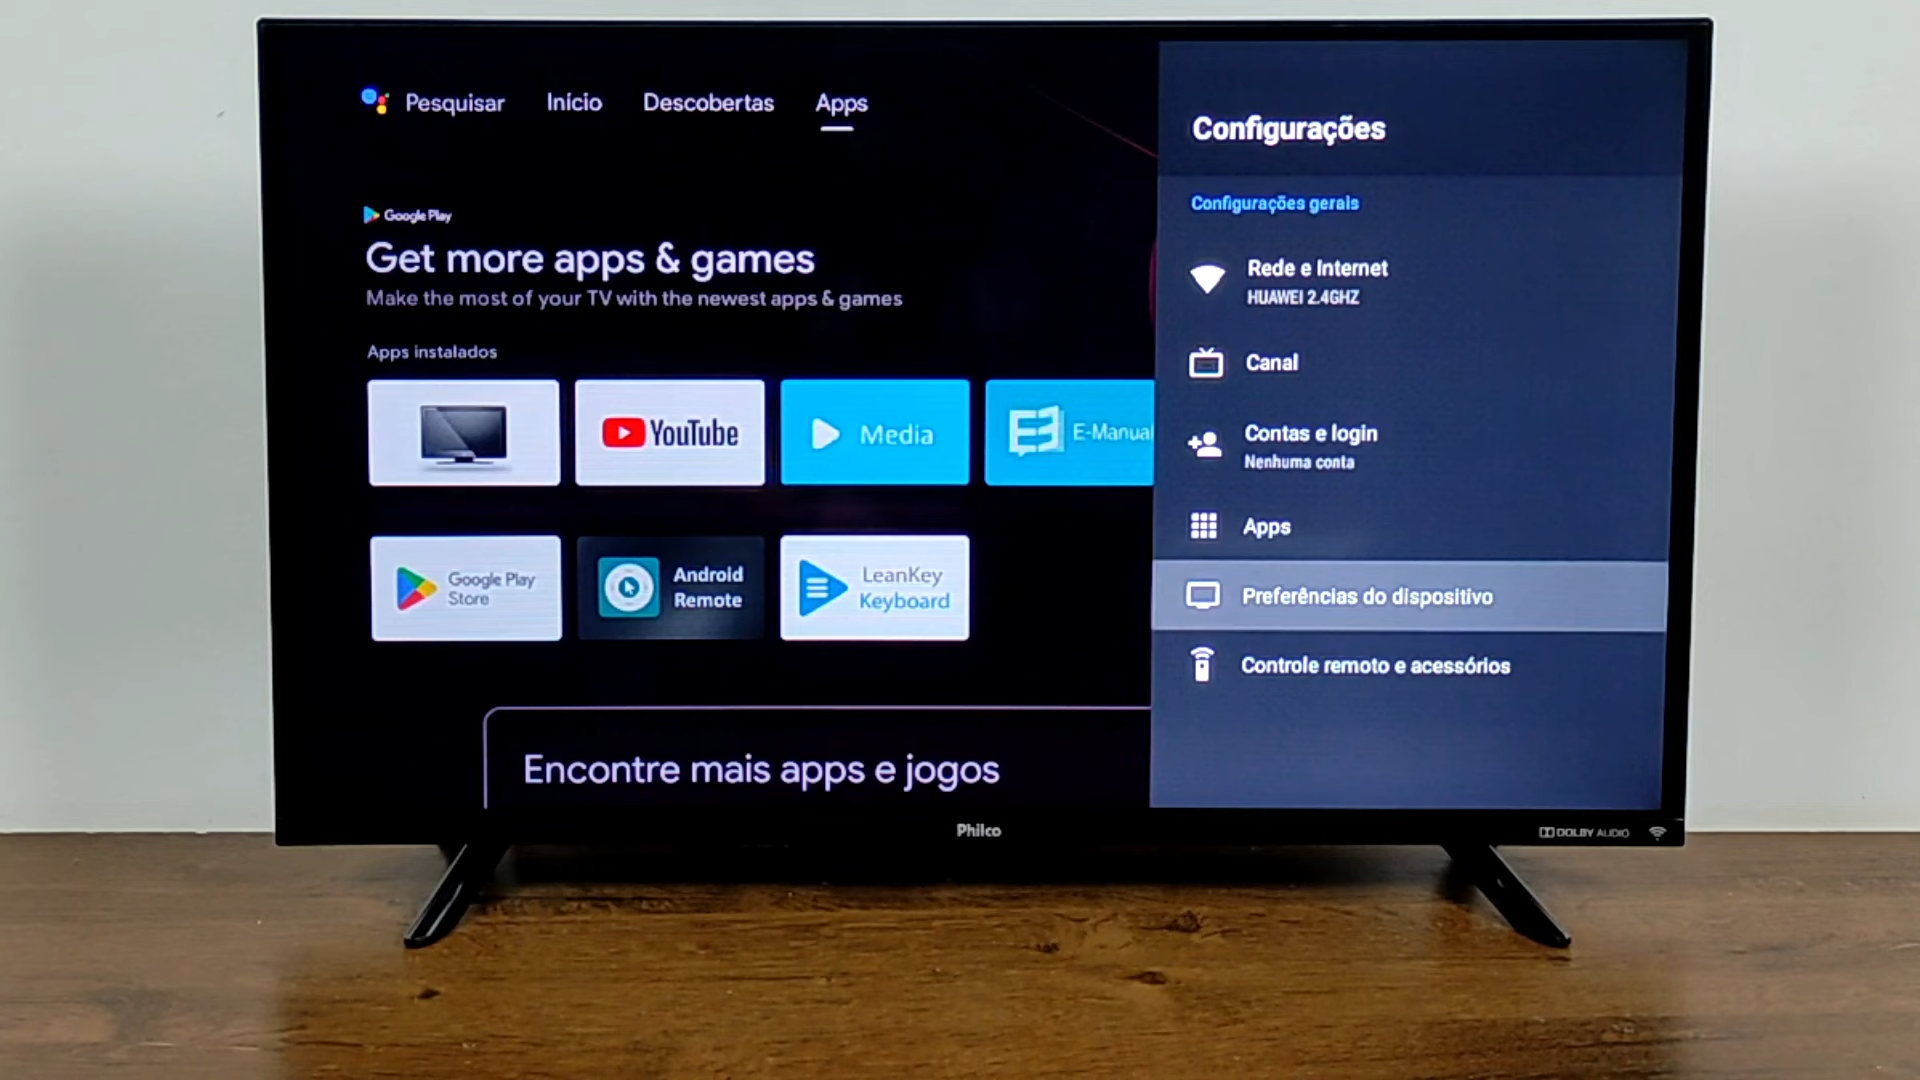 Pesquisar Início Descobertas Apps
Google Play
Get more apps & games
Make the most of your TV with the newest apps & games
Apps instalados
YouTube
Media
E-Manual
Google Play
Store
Android
Remote
LeanKey
Keyboard
Encontre mais apps e jogos
Configurações
Configurações gerais
Rede e Internet
HUAWEI 2.4GHZ
Canal
Contas e login
Nenhuma conta
Apps
Preferências do dispositivo
Controle remoto e acessórios
Philco
DOLBY AUDIO